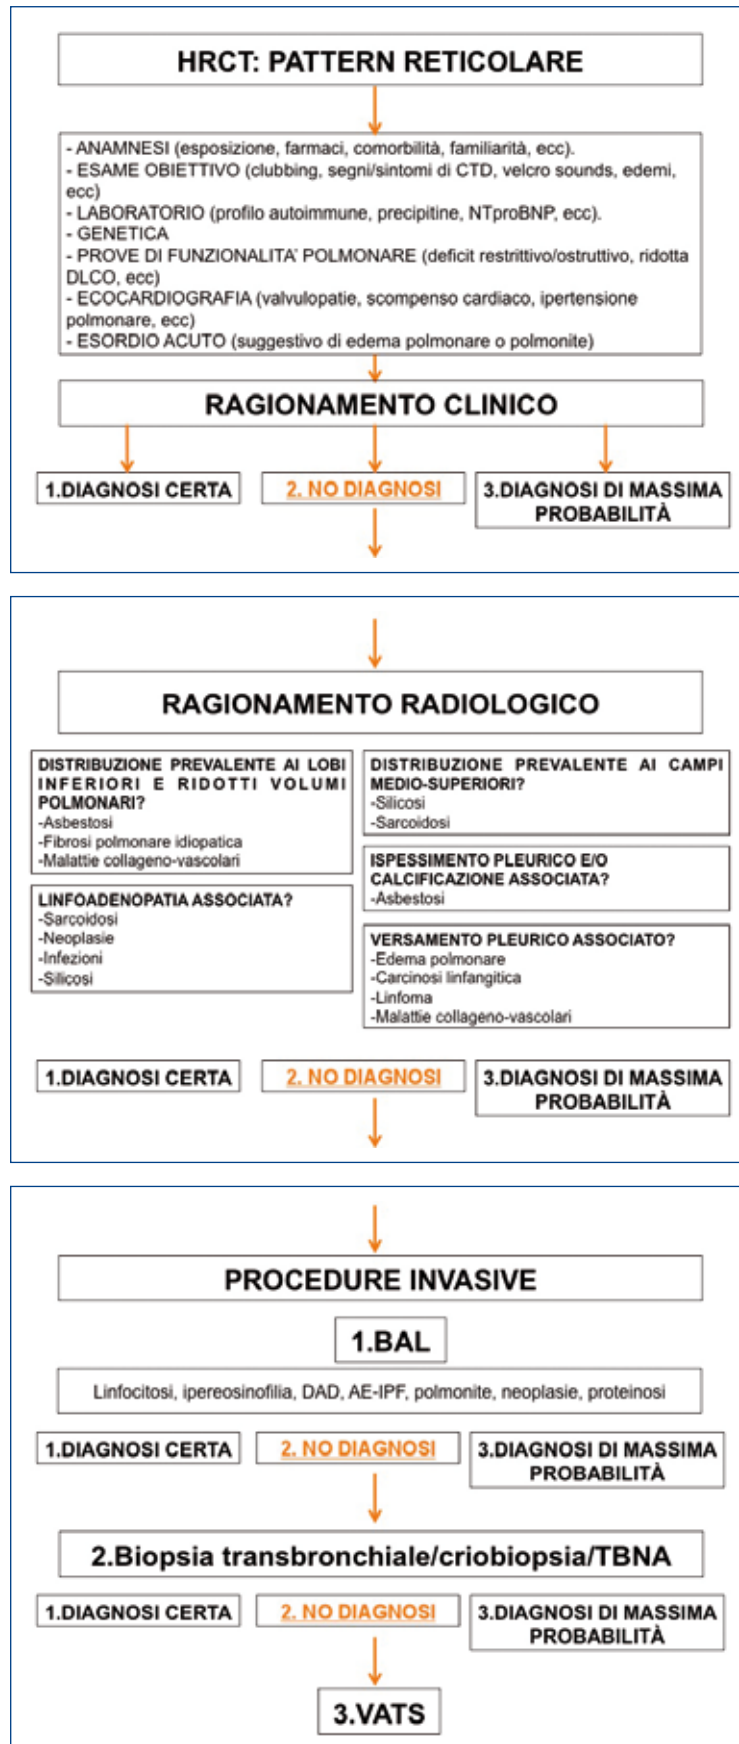 HRCT: PATTERN RETICOLARE
- ANAMNESI (esposizione, farmaci, comorbilità, familiarità, ecc).
- ESAME OBIETTIVO (clubbing, segni/sintomi di CTD, velcro sounds, edemi,
ecc)
- LABORATORIO (profilo autoimmune, precipitine, NTproBNP, ecc).
- GENETICA
- PROVE DI FUNZIONALITA' POLMONARE (deficit restrittivo/ostruttivo, ridotta
DLCO, ecc)
- ECOCARDIOGRAFIA (valvulopatie, scompenso cardiaco, ipertensione
polmonare, ecc)
- ESORDIO ACUTO (suggestivo di edema polmonare o polmonite)
RAGIONAMENTO CLINICO
1.DIAGNOSI CERTA
2. NO DIAGNOSI
3.DIAGNOSI DI MASSIMA
PROBABILITÀ
RAGIONAMENTO RADIOLOGICO
DISTRIBUZIONE PREVALENTE AI LOBI
INFERIORI E RIDOTTI VOLUMI
POLMONARI?
-Asbestosi
-Fibrosi polmonare idiopatica
-Malattie collageno-vascolari
LINFOADENOPATIA ASSOCIATA?
-Sarcoidosi
-Neoplasie
-Infezioni
-Silicosi
DISTRIBUZIONE PREVALENTE AI CAMPI
MEDIO-SUPERIORI?
-Silicosi
-Sarcoidosi
ISPESSIMENTO PLEURICO E/O
CALCIFICAZIONE ASSOCIATA?
-Asbestosi
VERSAMENTO PLEURICO ASSOCIATO?
-Edema polmonare
-Carcinosi linfangitica
-Linfoma
-Malattie collageno-vascolari
1.DIAGNOSI CERTA
2. NO DIAGNOSI
3.DIAGNOSI DI MASSIMA
PROBABILITÀ
PROCEDURE INVASIVE
1.BAL
Linfocitosi, ipereosinofilia, DAD, AE-IPF, polmonite, neoplasie, proteinosi
1.DIAGNOSI CERTA
2. NO DIAGNOSI
3.DIAGNOSI DI MASSIMA
PROBABILITÀ
2.Biopsia transbronchiale/criobiopsia/TBNA
1.DIAGNOSI CERTA
2. NO DIAGNOSI
3.DIAGNOSI DI MASSIMA
PROBABILITÀ
3.VATS